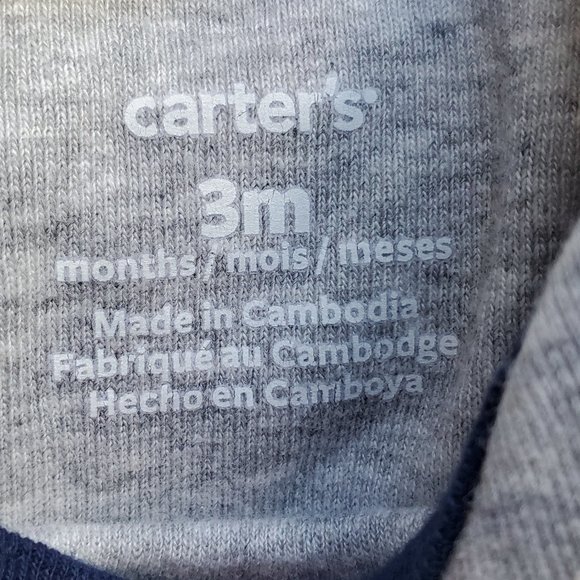 carter's
3m
months / mois / meses
Made in Cambodia
Fabriqué au Cambodge
Hecho en Camboya